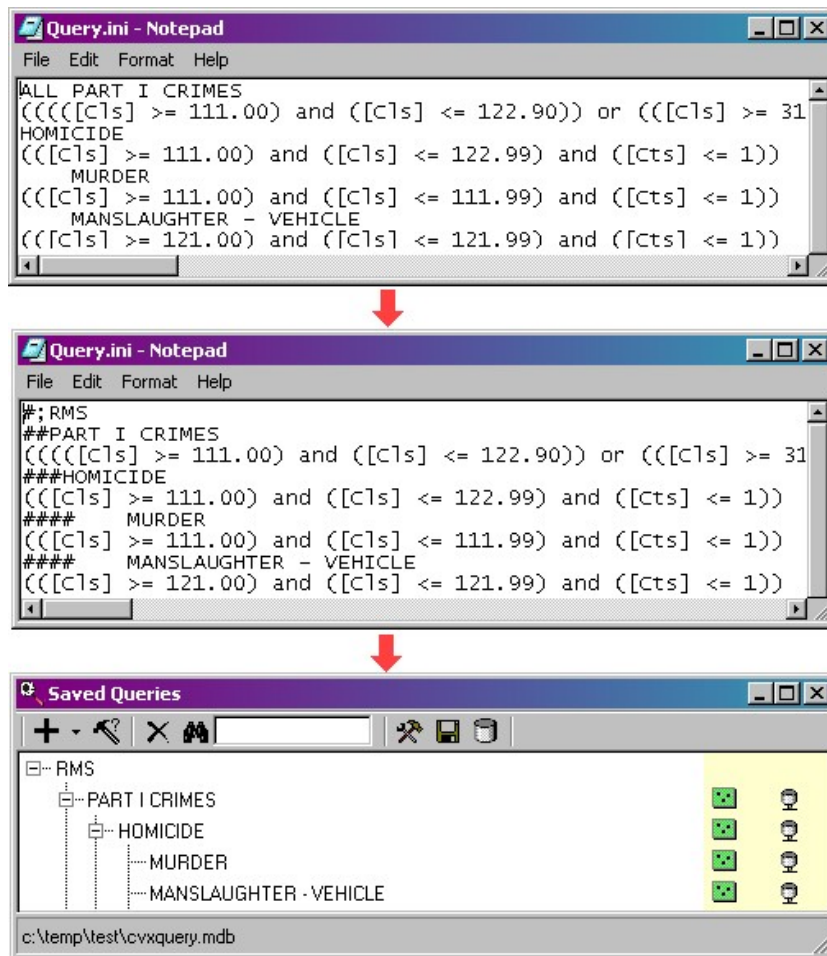 Query.ini - Notepad
File Edit Format Help
ALL PART I CRIMES
((((([Cls] >= 111.00) and ([Cls] <= 122.90)) or (([Cls] >= 31
HOMICIDE
(([Cls] >= 111.00) and ([Cls] <= 122.99) and ([Cts] <= 1))
MURDER
(([Cls] >= 111.00) and ([Cls] <= 111.99) and ([Cts] <= 1))
MANSLAUGHTER - VEHICLE
(([Cls] >= 121.00) and ([Cls] <= 121.99) and ([Cts] <= 1))
Query.ini - Notepad
File Edit Format Help
#;RMS
##PART I CRIMES
((((([Cls] >= 111.00) and ([Cls] <= 122.90)) or (([Cls] >= 31
###HOMICIDE
(([Cls] >= 111.00) and ([Cls] <= 122.99) and ([Cts] <= 1))
#### MURDER
(([Cls] >= 111.00) and ([Cls] <= 111.99) and ([Cts] <= 1))
#### MANSLAUGHTER - VEHICLE
(([Cls] >= 121.00) and ([Cls] <= 121.99) and ([Cts] <= 1))
Saved Queries
RMS
PART I CRIMES
HOMICIDE
MURDER
MANSLAUGHTER - VEHICLE
c:\temp\test\cvxquery.mdb